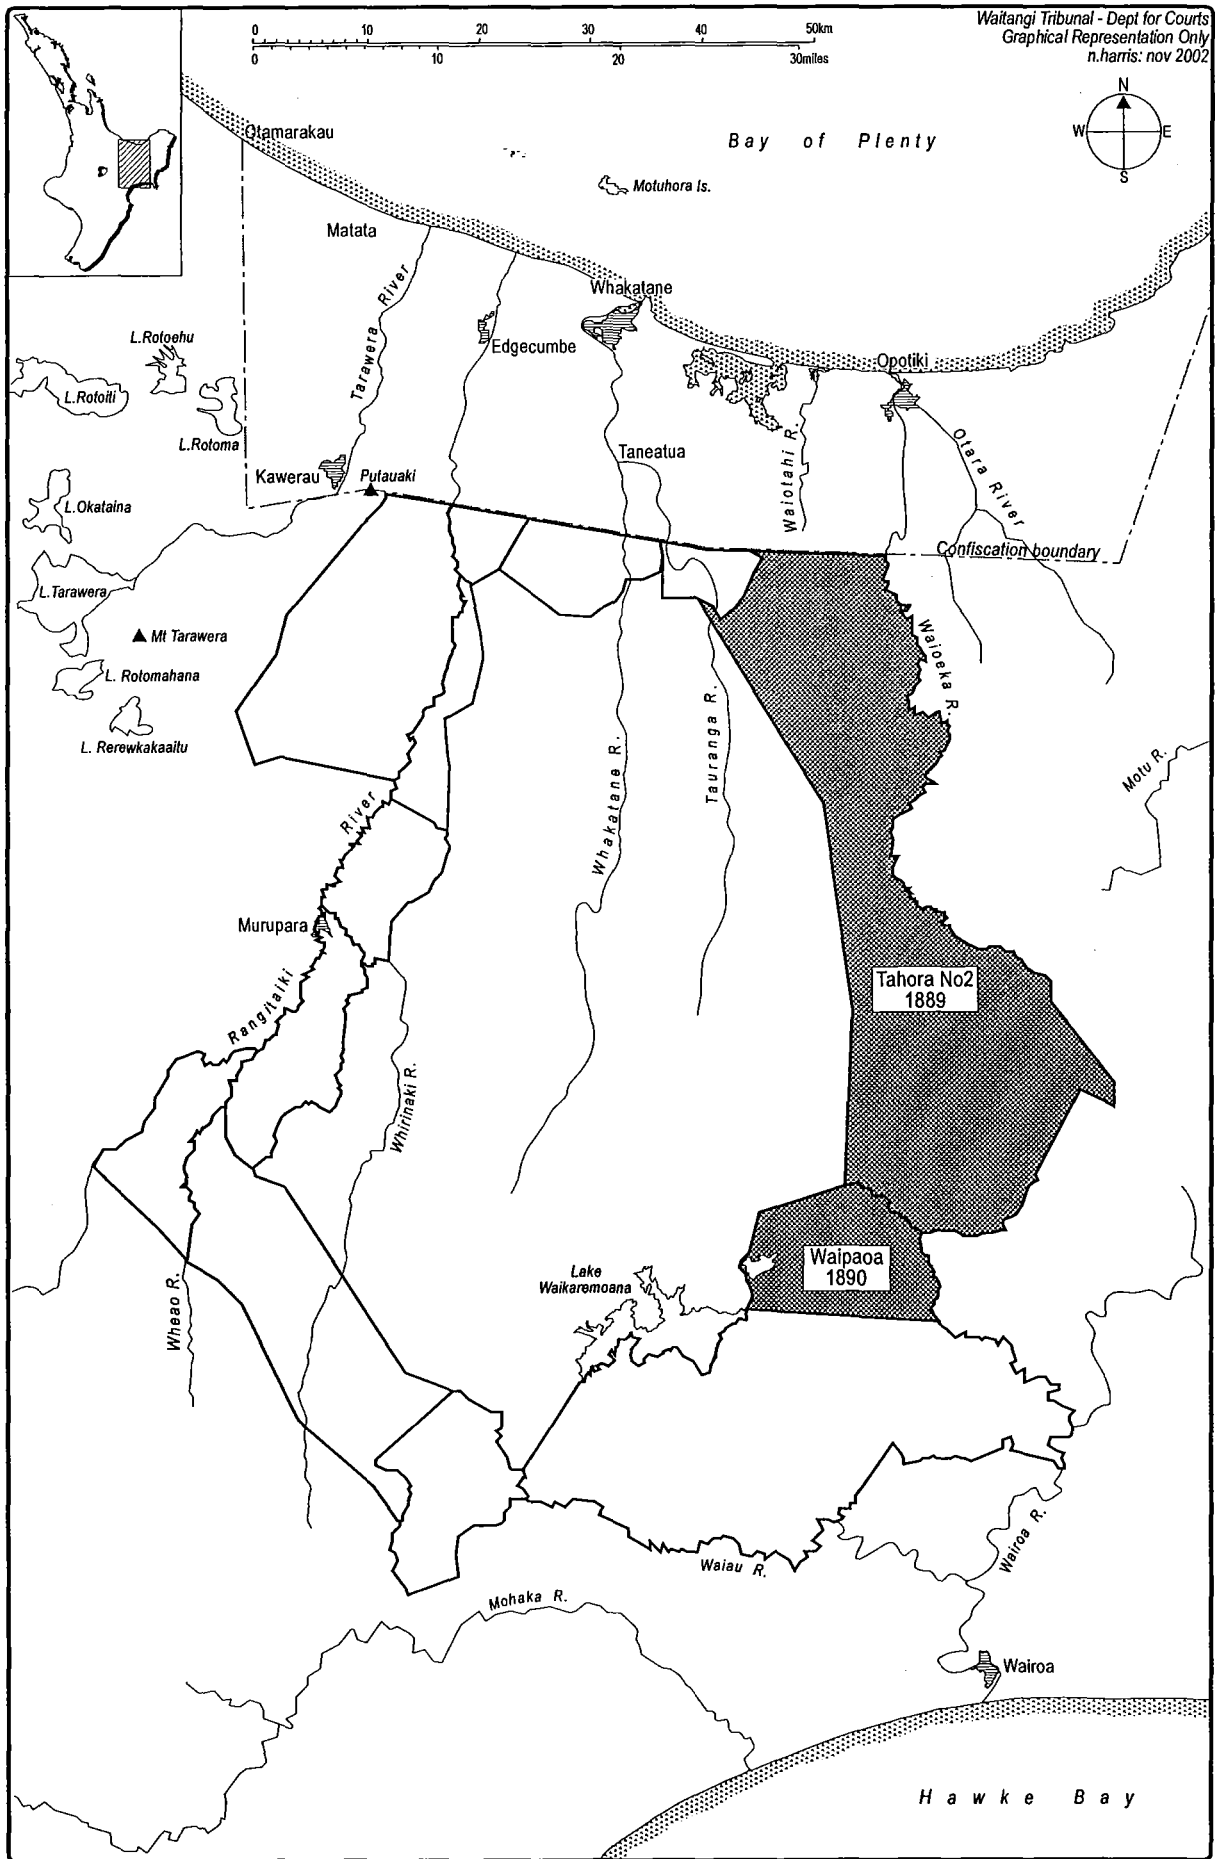 Waitangi Tribunal - Dept for Courts
Graphical Representation Only
n.harris: nov 2002
0 10 20 30 40 50km
0 10 20 30miles
N
W E
S
Otamarakau
Bay of Plenty
Motuhora Is.
Matata
Tarawera River
Whakatane
Edgecumbe
L.Rotoehu
L.Rotoiti
L.Rotoma
Opotiki
Waiotahi R.
Otara River
Taneatua
Kawerau
Putauaki
L.Okataina
Confiscation boundary
L.Tarawera
Mt Tarawera
L. Rotomahana
L. Rerewkakaaitu
Waioeka R.
Whakatane R.
Tauranga R.
Motu R.
Rangitaiki River
Murupara
Tahora No2
1889
Whirinaki R.
Waipaoa
1890
Lake
Waikaremoana
Wheao R.
Waiau R.
Wairoa R.
Mohaka R.
Wairoa
Hawke Bay